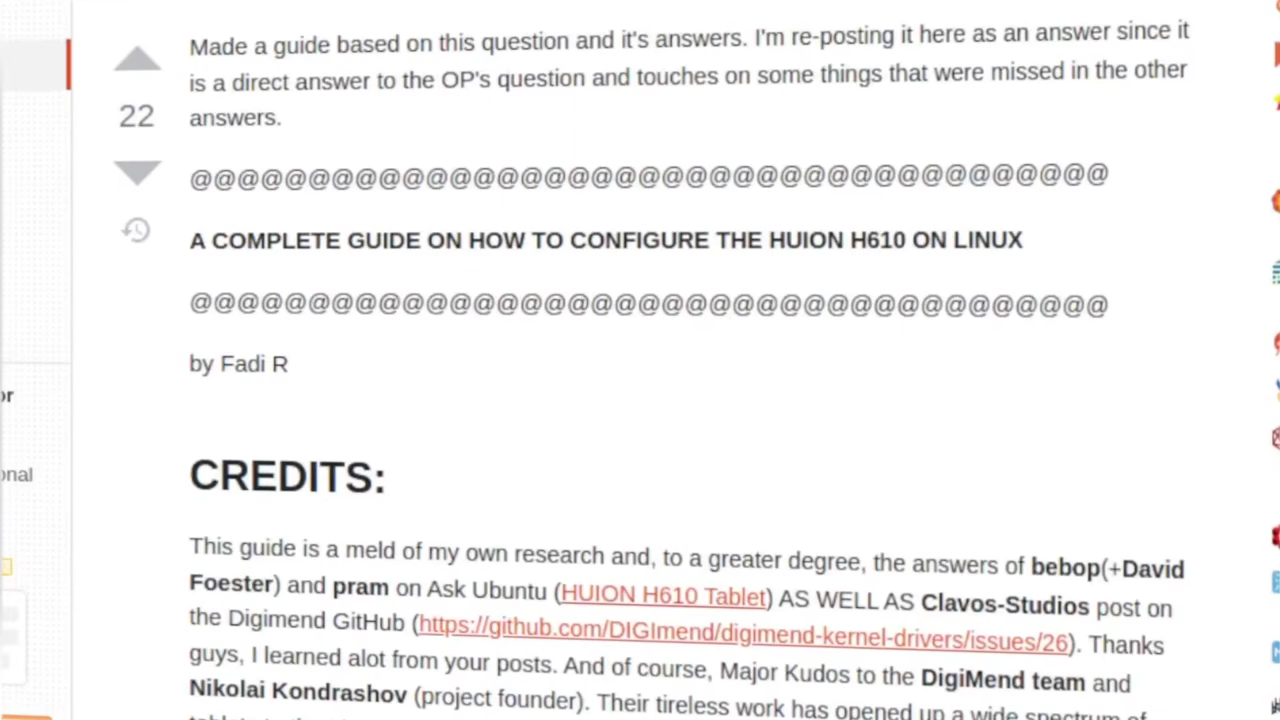 Made a guide based on this question and it's answers. I'm re-posting it here as an answer since it
is a direct answer to the OP's question and touches on some things that were missed in the other
answers.
22
@@@@@@@@@@@@@@@@@@@@@@@@@@@@@@@@@@@@@@@
A COMPLETE GUIDE ON HOW TO CONFIGURE THE HUION H610 ON LINUX
@@@@@@@@@@@@@@@@@@@@@@@@@@@@@@@@@@@@@@@
by Fadi R
or
CREDITS:
onal
This guide is a meld of my own research and, to a greater degree, the answers of bebop(+David
Foester) and pram on Ask Ubuntu (HUION H610 Tablet) AS WELL AS Clavos-Studios post on
the Digimend GitHub (https://github.com/DIGImend/digimend-kernel-drivers/issues/26). Thanks
guys, I learned alot from your posts. And of course, Major Kudos to the DigiMend team and
Nikolai Kondrashov (project founder). Their tireless work has opened up a wide spectrum of